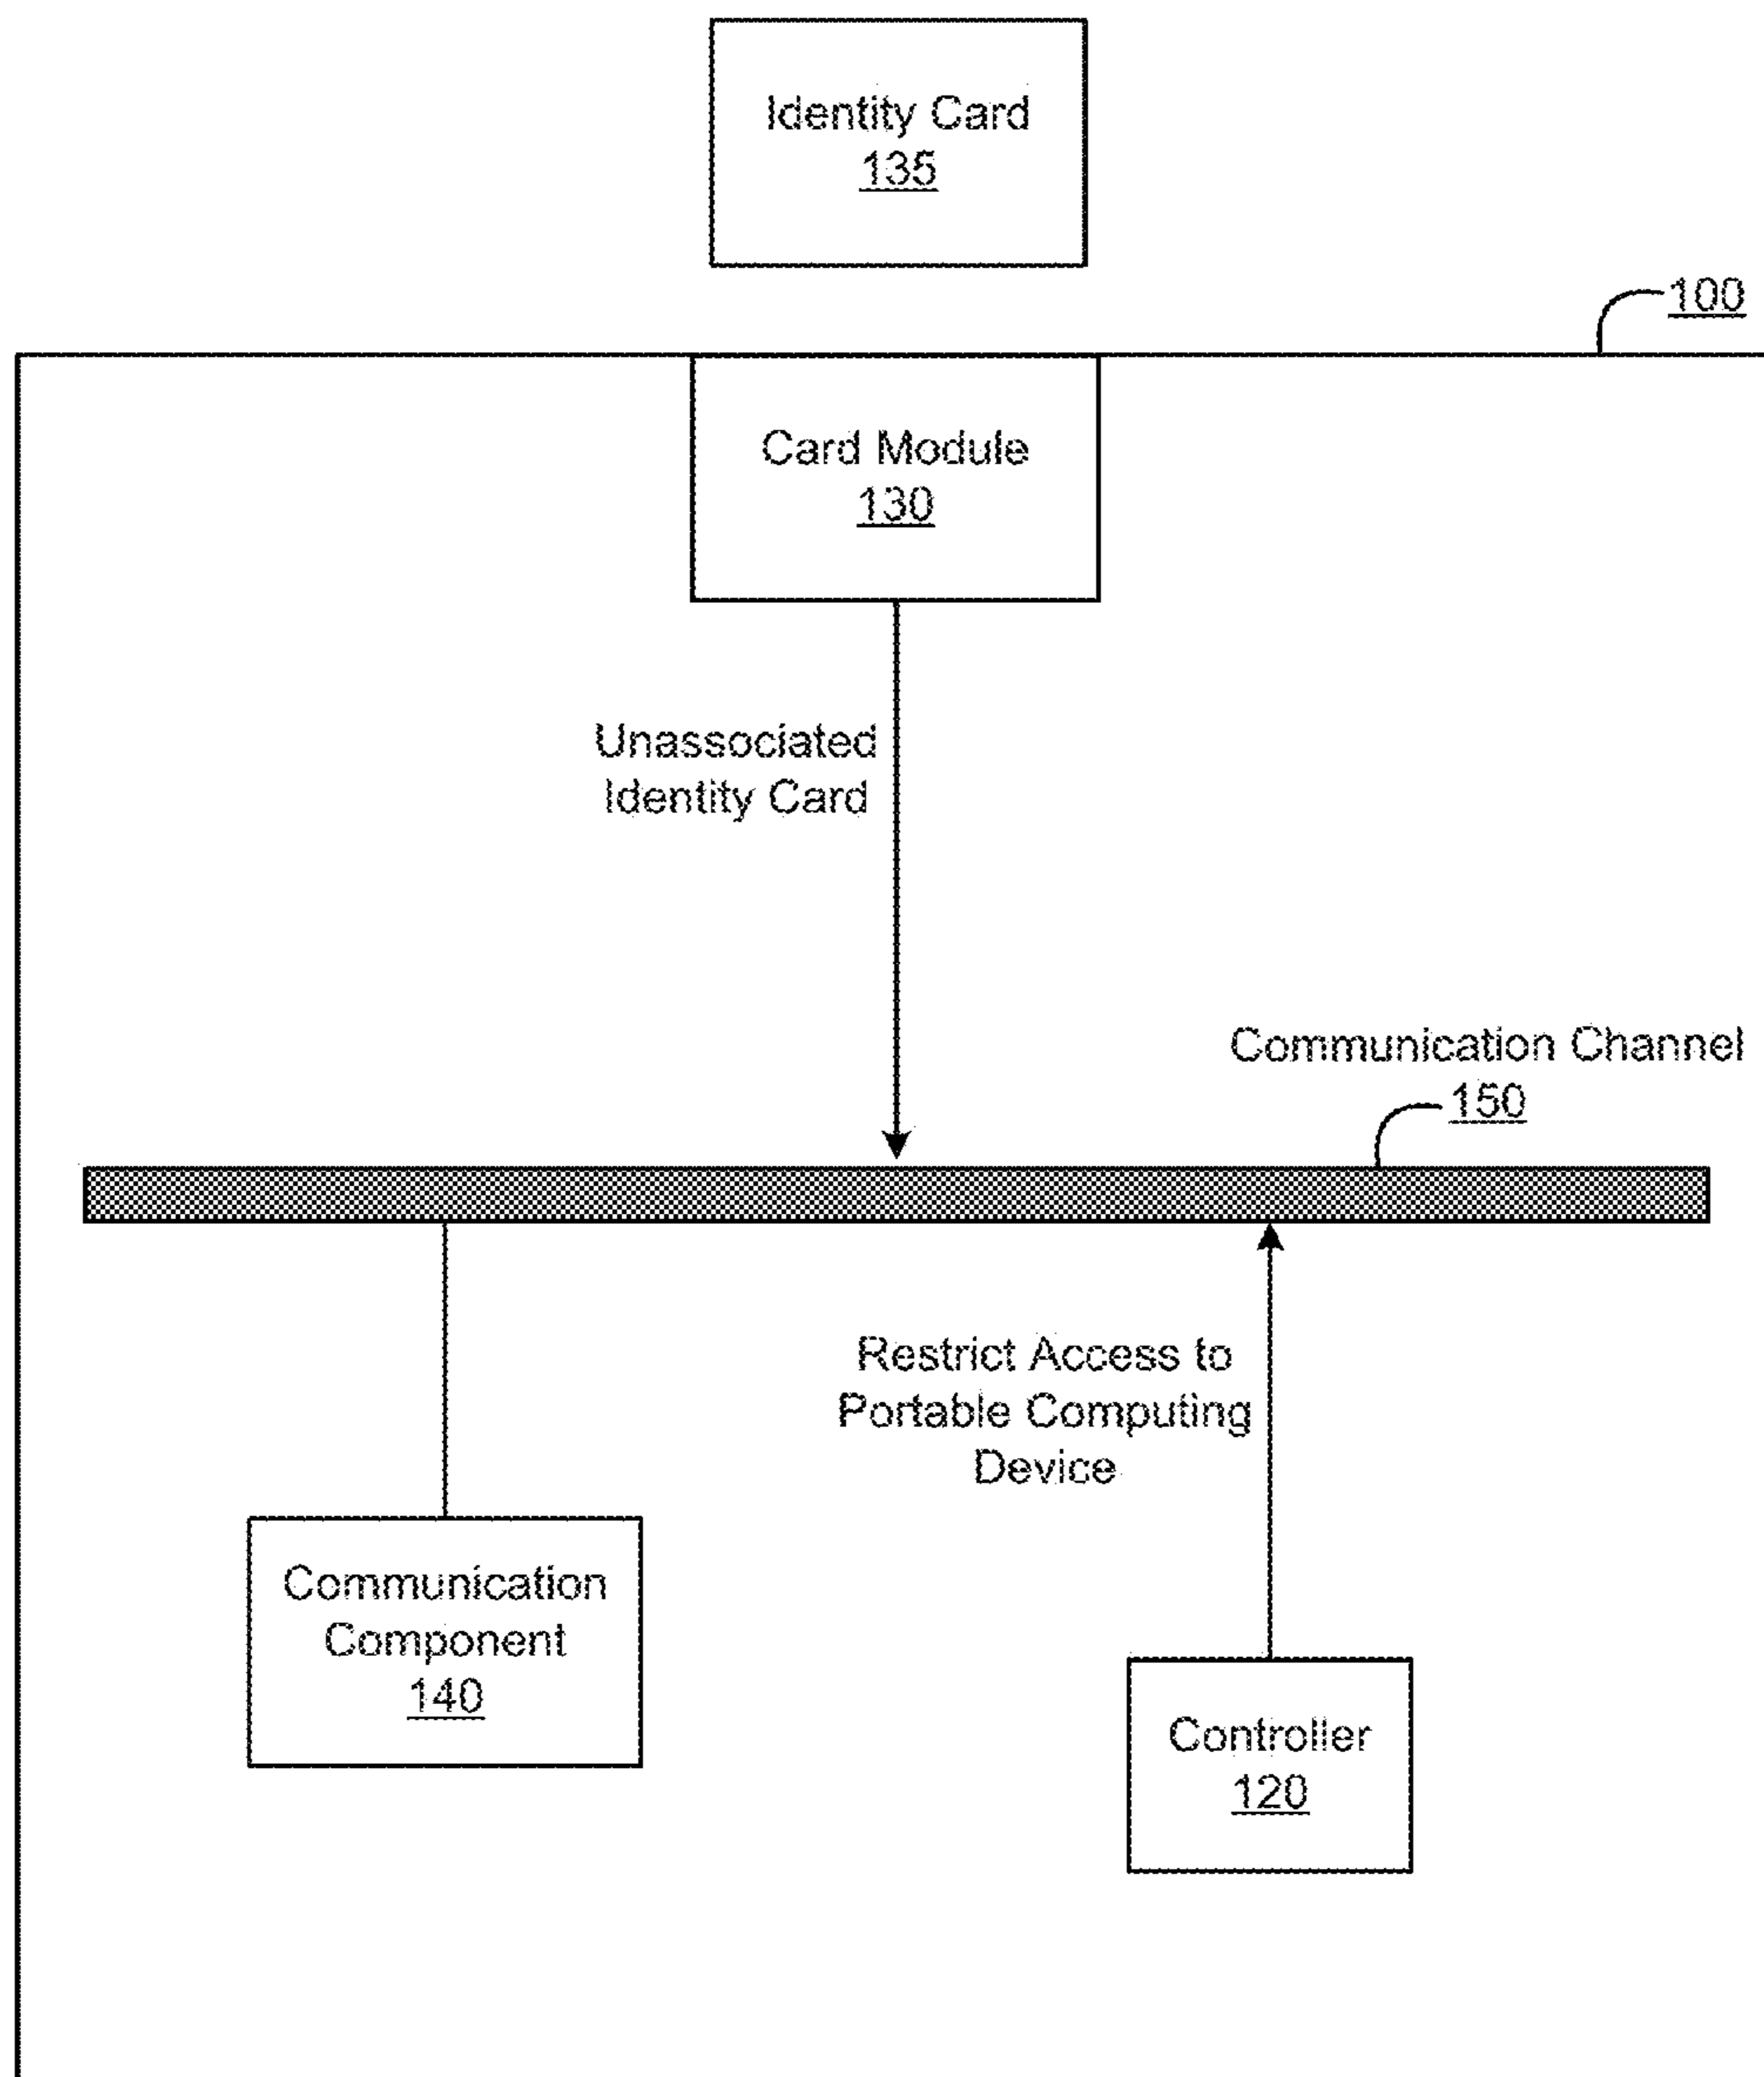 Identity Card
135
100
Card Module
130
Unassociated
Identity Card
Communication Channel
150
Restrict Access to
Portable Computing
Device
Communication
Component
140
Controller
120